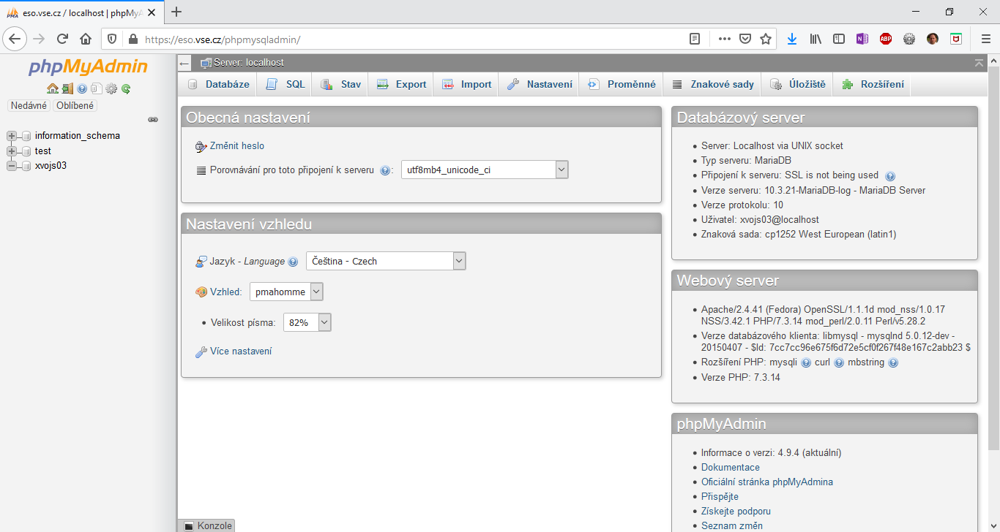 eso.vse.cz / localhost | phpMyA
https://eso.vse.cz/phpmysqladmin/
phpMyAdmin
Nedávné Oblíbené
information_schema
test
xvojs03
Server: localhost
Databáze SQL Stav Export Import Nastavení Proměnné Znakové sady Úložiště Rozšíření
Obecná nastavení
Změnit heslo
Porovnávání pro toto připojení k serveru : utf8mb4_unicode_ci
Nastavení vzhledu
Jazyk - Language Čeština - Czech
Vzhled: pmahomme
• Velikost písma: 82%
Více nastavení
Databázový server
• Server: Localhost via UNIX socket
• Typ serveru: MariaDB
• Připojení k serveru: SSL is not being used
• Verze serveru: 10.3.21-MariaDB-log - MariaDB Server
• Verze protokolu: 10
• Uživatel: xvojs03@localhost
• Znaková sada: cp1252 West European (latin1)
Webový server
• Apache/2.4.41 (Fedora) OpenSSL/1.1.1d mod_nss/1.0.17
NSS/3.42.1 PHP/7.3.14 mod_perl/2.0.11 Perl/v5.28.2
• Verze databázového klienta: libmysql - mysqlnd 5.0.12-dev -
20150407 - $Id: 7cc7cc96e675f6d72e5cf0f267f48e167c2abb23 $
• Rozšíření PHP: mysqli curl mbstring
• Verze PHP: 7.3.14
phpMyAdmin
• Informace o verzi: 4.9.4 (aktuální)
• Dokumentace
• Oficiální stránka phpMyAdmina
• Přispějte
• Získejte podporu
• Seznam změn
Konzole